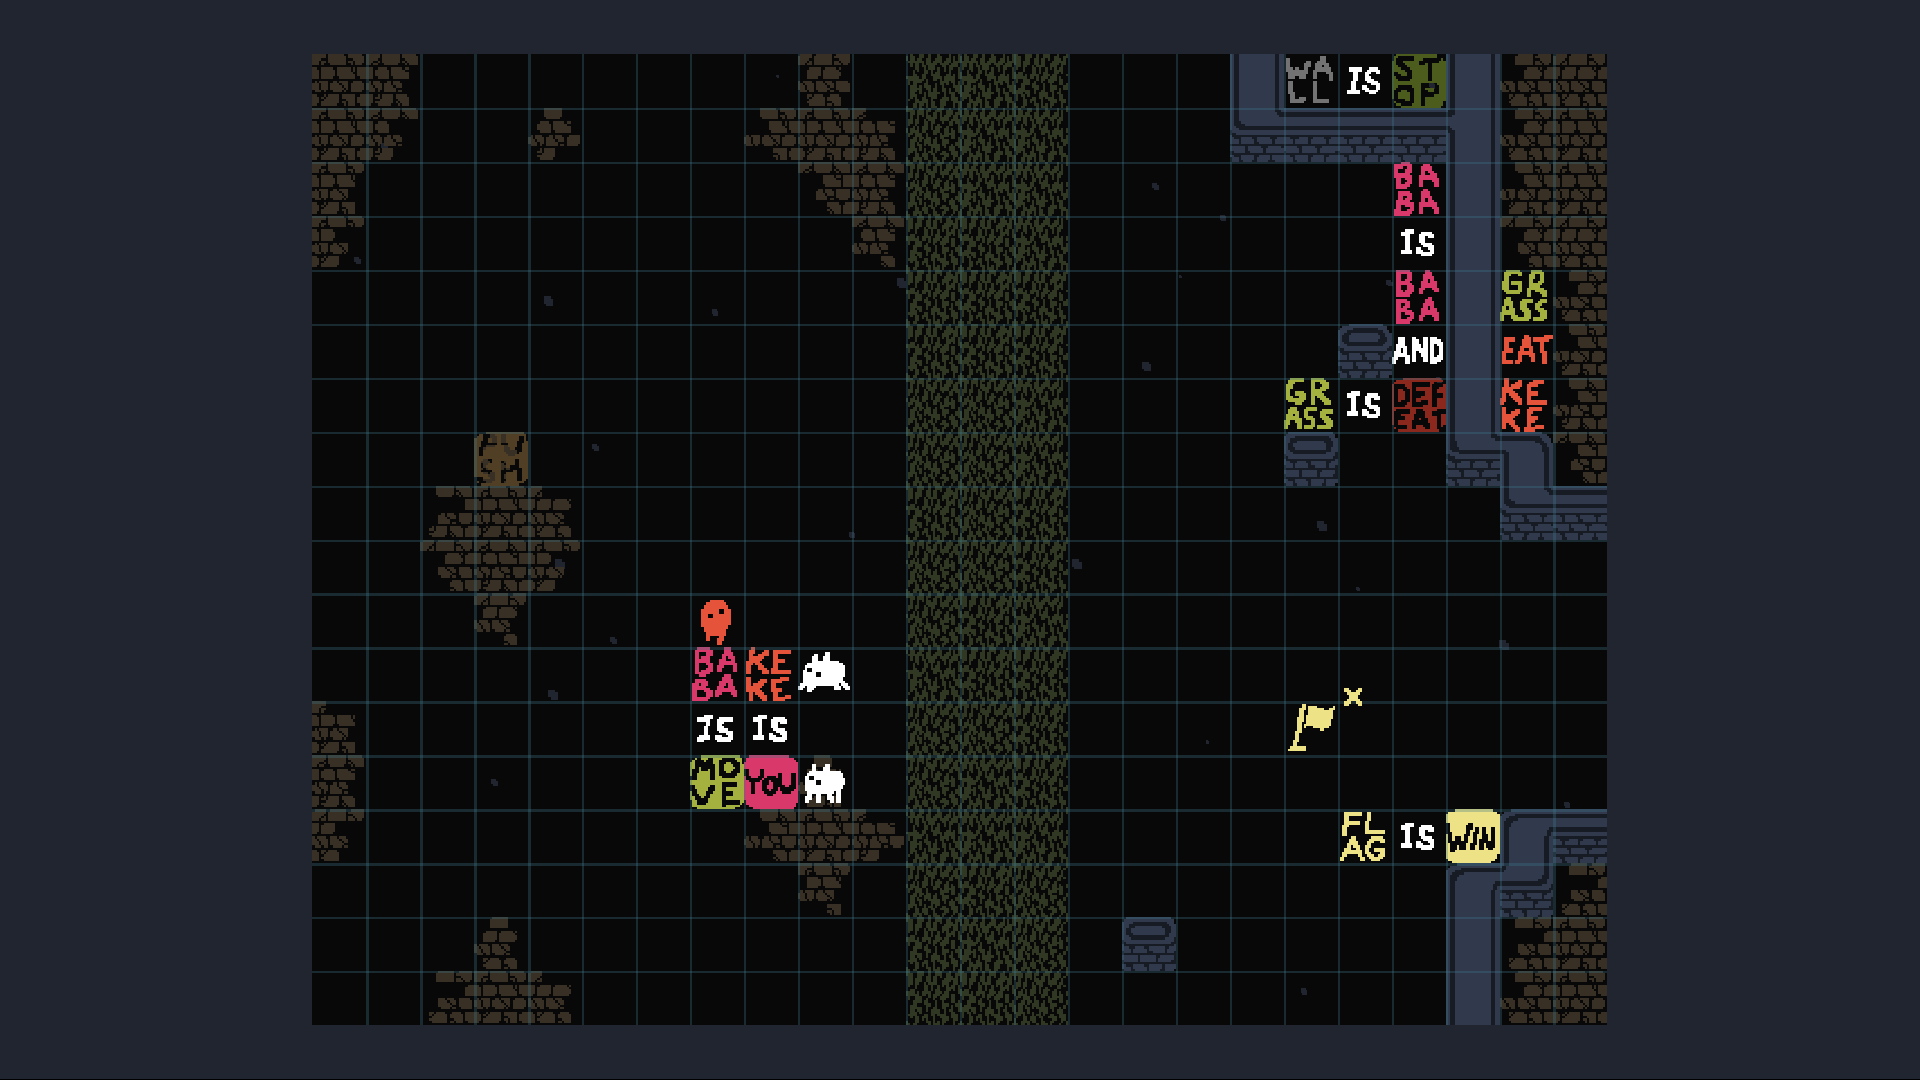 WALL IS STOP
BABA
IS
BABA GRASS
AND EAT
GRASS IS DEFEAT KEKE
PUSH
BABA KEKE
IS IS
MOVE YOU
FLAG IS WIN